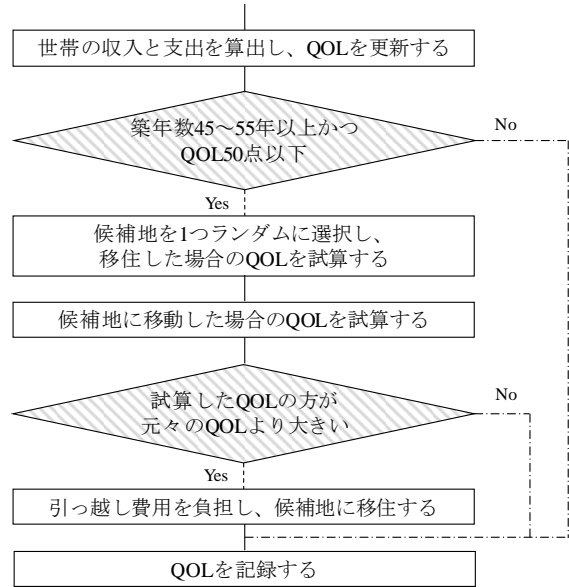 世帯の収入と支出を算出し、QOLを更新する
築年数45～55年以上かつ
QOL50点以下
No
Yes
候補地を1つランダムに選択し、
移住した場合のQOLを試算する
候補地に移動した場合のQOLを試算する
試算したQOLの方が
元々のQOLより大きい
No
Yes
引っ越し費用を負担し、候補地に移住する
QOLを記録する